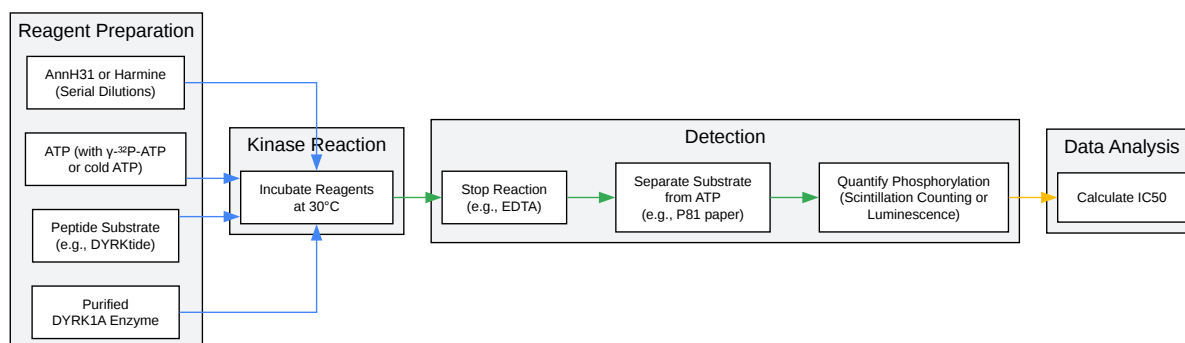 Reagent Preparation
AnnH31 or Harmine
(Serial Dilutions)
ATP (with γ-³²P-ATP
or cold ATP)
Peptide Substrate
(e.g., DYRKtide)
Purified
DYRK1A Enzyme
Kinase Reaction
Incubate Reagents
at 30°C
Detection
Stop Reaction
(e.g., EDTA)
Separate Substrate
from ATP
(e.g., P81 paper)
Quantify Phosphorylation
(Scintillation Counting or
Luminescence)
Data Analysis
Calculate IC50